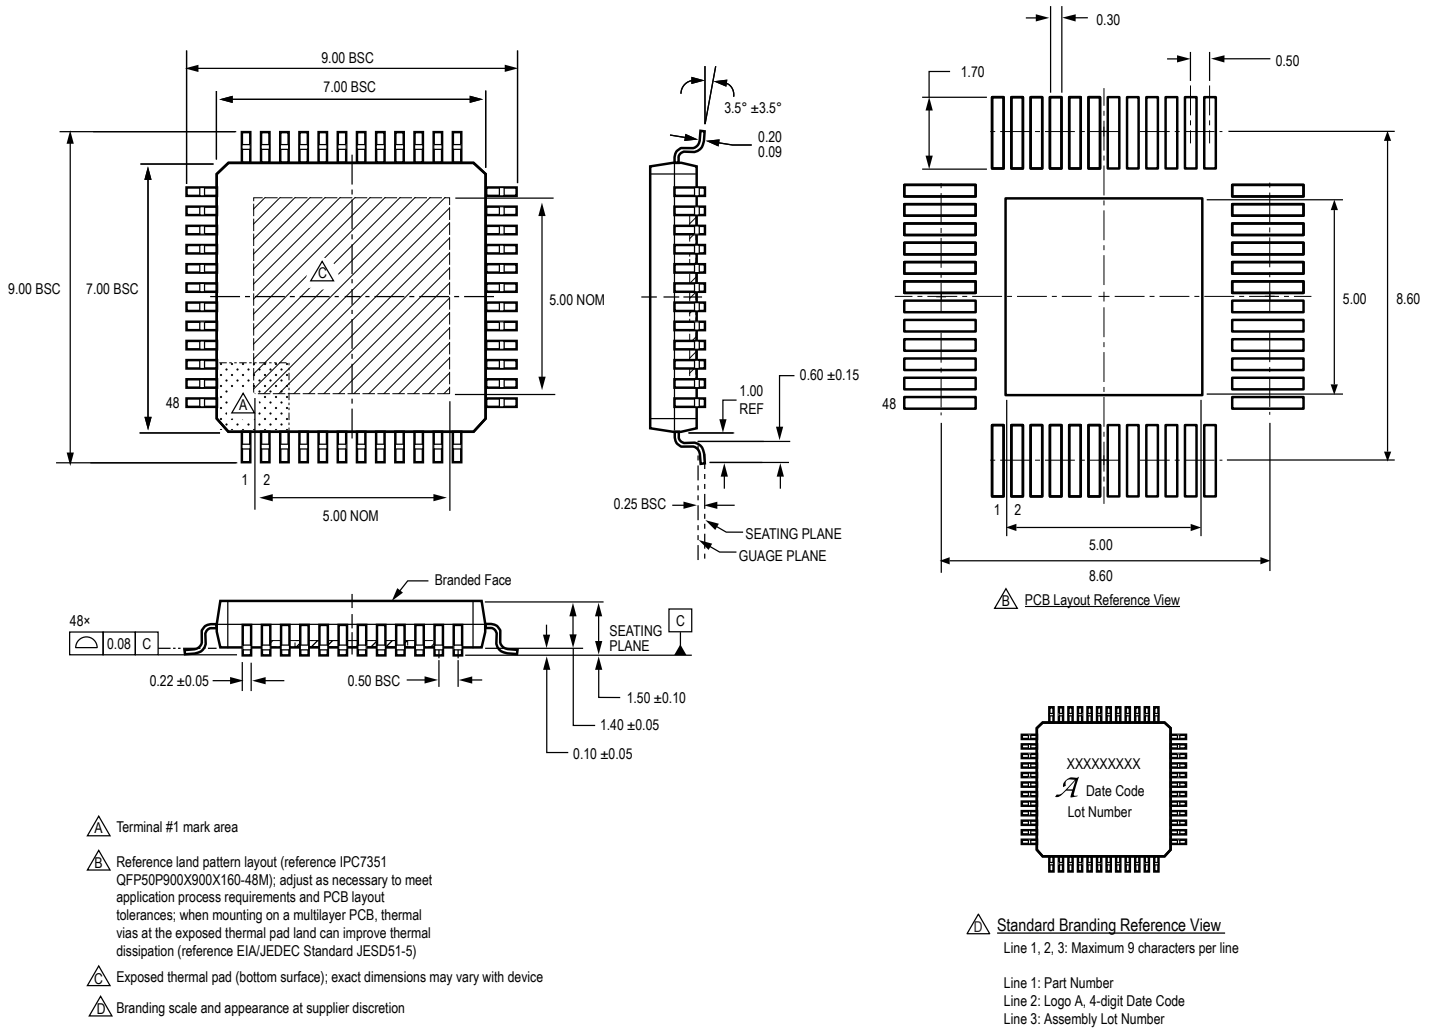 9.00 BSC
7.00 BSC
9.00 BSC
7.00 BSC
C
5.00 NOM
A
48
1 2
5.00 NOM
3.5° ±3.5°
0.20
0.09
1.00
REF
0.60 ±0.15
0.25 BSC
SEATING PLANE
GUAGE PLANE
0.30
0.50
1.70
5.00
8.60
48
1 2
5.00
8.60
B PCB Layout Reference View
Branded Face
48×
0.08 C
SEATING
PLANE
C
0.22 ±0.05
0.50 BSC
1.50 ±0.10
1.40 ±0.05
0.10 ±0.05
XXXXXXXXX
A Date Code
Lot Number
A Terminal #1 mark area
B Reference land pattern layout (reference IPC7351
QFP50P900X900X160-48M); adjust as necessary to meet
application process requirements and PCB layout
tolerances; when mounting on a multilayer PCB, thermal
vias at the exposed thermal pad land can improve thermal
dissipation (reference EIA/JEDEC Standard JESD51-5)
C Exposed thermal pad (bottom surface); exact dimensions may vary with device
D Branding scale and appearance at supplier discretion
D Standard Branding Reference View
Line 1, 2, 3: Maximum 9 characters per line
Line 1: Part Number
Line 2: Logo A, 4-digit Date Code
Line 3: Assembly Lot Number